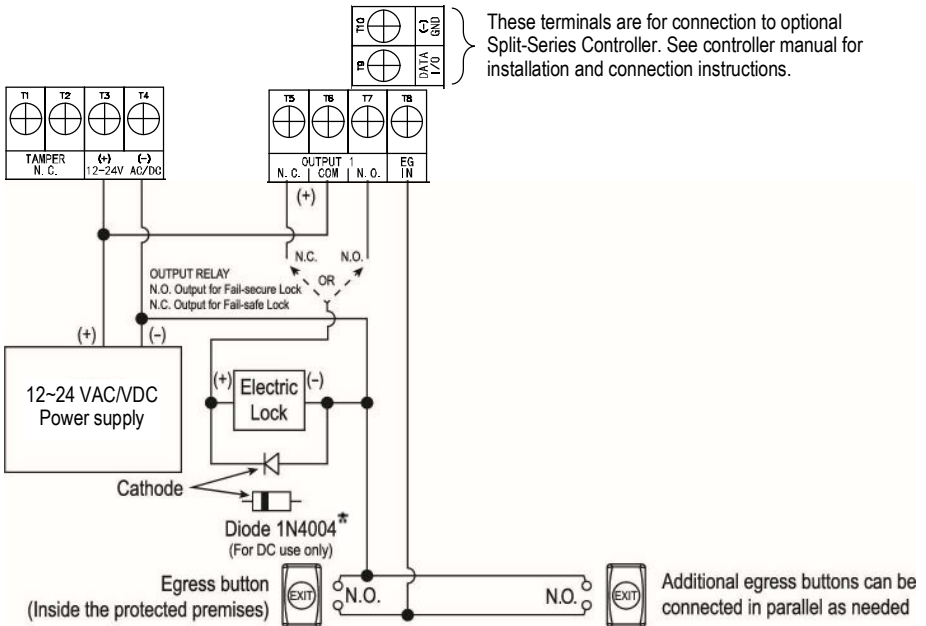 T10
(-)
GND
T9
DATA
I/O
These terminals are for connection to optional
Split-Series Controller. See controller manual for
installation and connection instructions.
T1 T2 T3 T4
TAMPER
N.C.
(+) (-)
12-24V AC/DC
T5 T6 T7 T8
OUTPUT 1
N.C. COM N.O.
EG
IN
(+)
N.C. N.O.
OR
OUTPUT RELAY
N.O. Output for Fail-secure Lock
N.C. Output for Fail-safe Lock
(+) (–)
12~24 VAC/VDC
Power supply
(+) Electric (–)
Lock
Cathode
Diode 1N4004*
(For DC use only)
Egress button
(Inside the protected premises)
EXIT
N.O.
N.O.
EXIT
Additional egress buttons can be
connected in parallel as needed